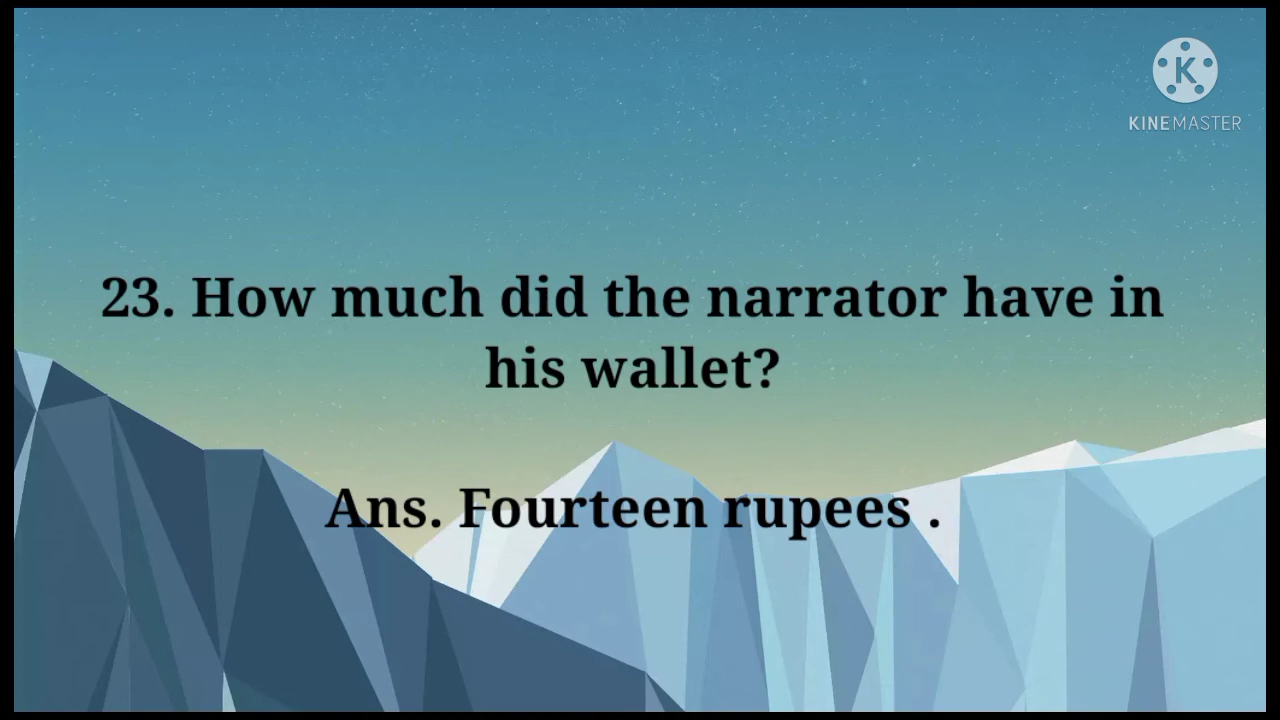 K
KINEMASTER
23. How much did the narrator have in
his wallet?
Ans. Fourteen rupees .